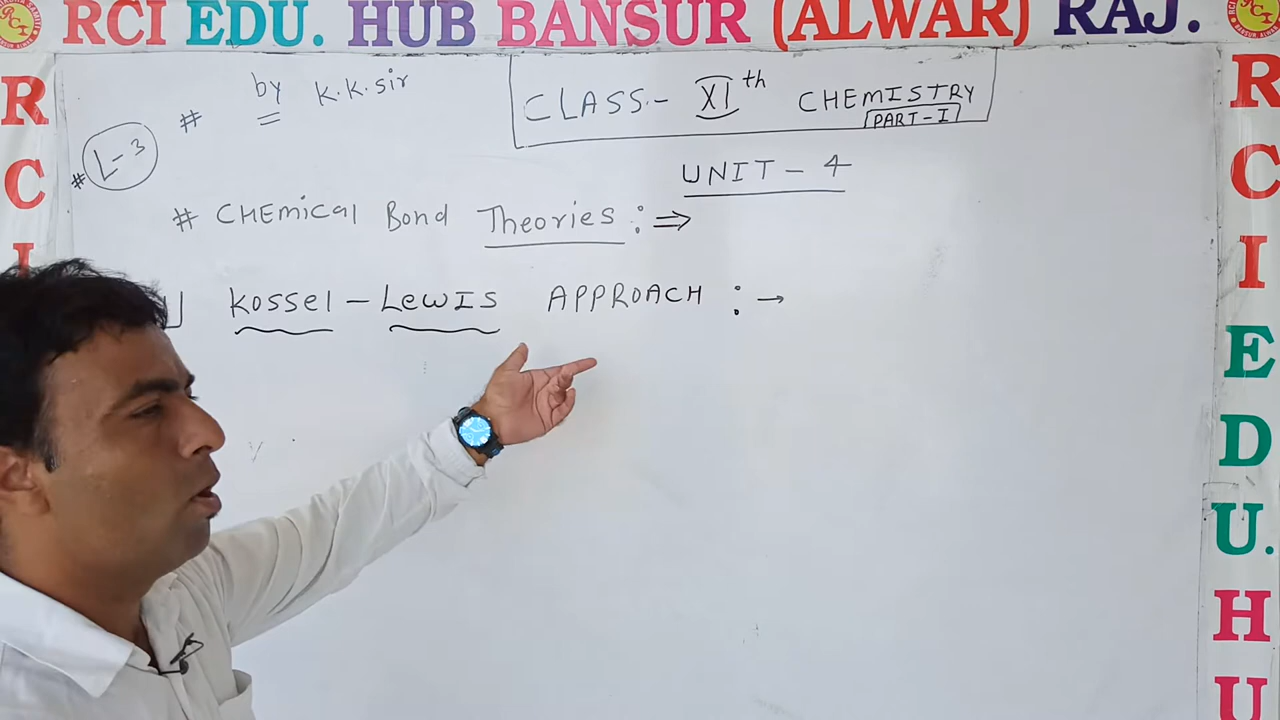 RCI EDU. HUB BANSUR (ALWAR) RAJ.
# by K.K.sir
CLASS:- XIth CHEMISTRY
PART-I
# L-3
UNIT - 4
# CHEmical Bond Theories :⇒
Kossel - LewIS APPROACH :→
R
C
I
R
C
I
E
D
U.
H
U